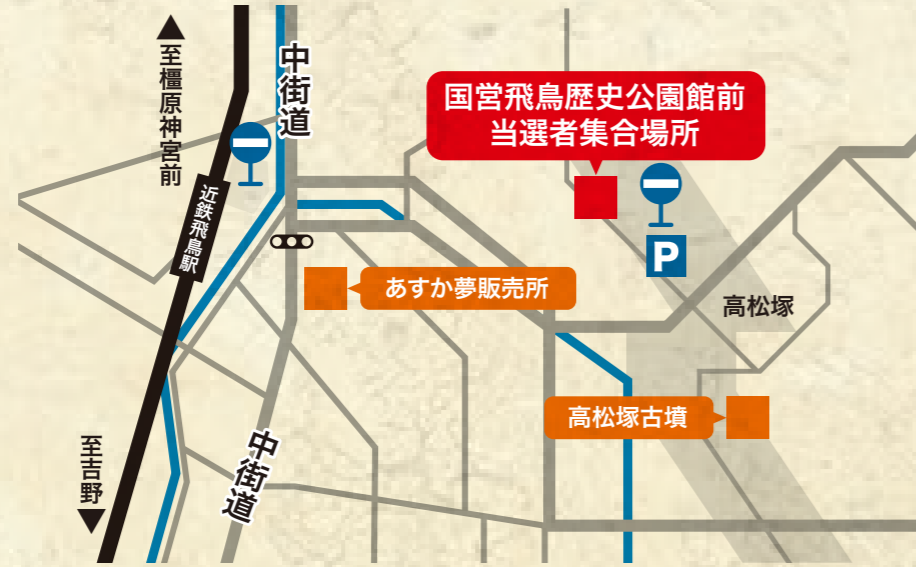 至橿原神宮前
中街道
国営飛鳥歴史公園館前
当選者集合場所
近鉄飛鳥駅
P
あすか夢販売所
高松塚
高松塚古墳
至吉野
中街道